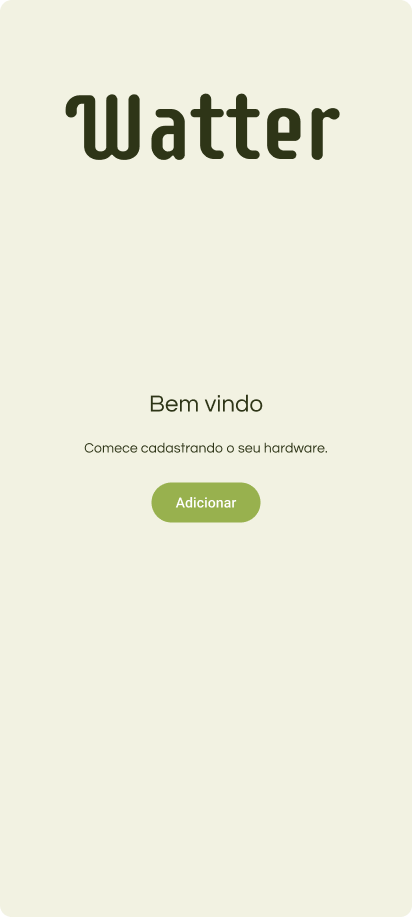 Watter
Bem vindo
Comece cadastrando o seu hardware.
Adicionar